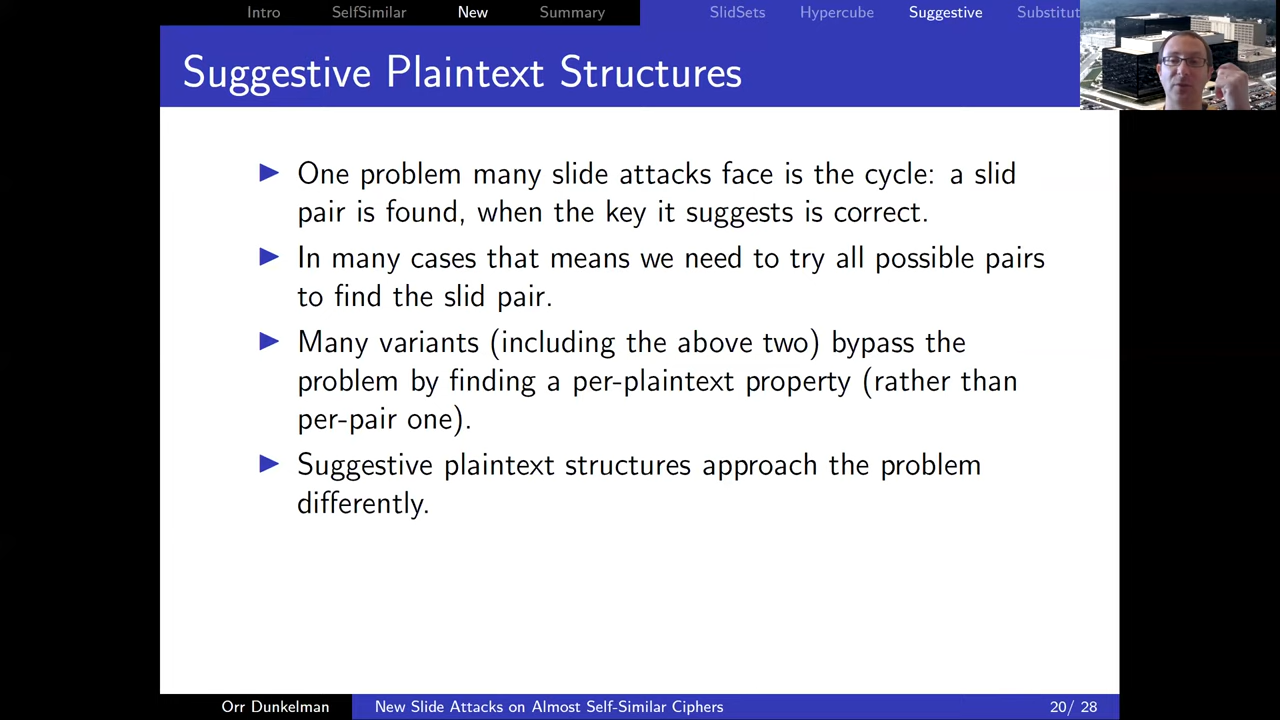 Intro SelfSimilar New Summary SlidSets Hypercube Suggestive Substitut
Suggestive Plaintext Structures
One problem many slide attacks face is the cycle: a slid
pair is found, when the key it suggests is correct.
In many cases that means we need to try all possible pairs
to find the slid pair.
Many variants (including the above two) bypass the
problem by finding a per-plaintext property (rather than
per-pair one).
Suggestive plaintext structures approach the problem
differently.
Orr Dunkelman New Slide Attacks on Almost Self-Similar Ciphers 20/ 28